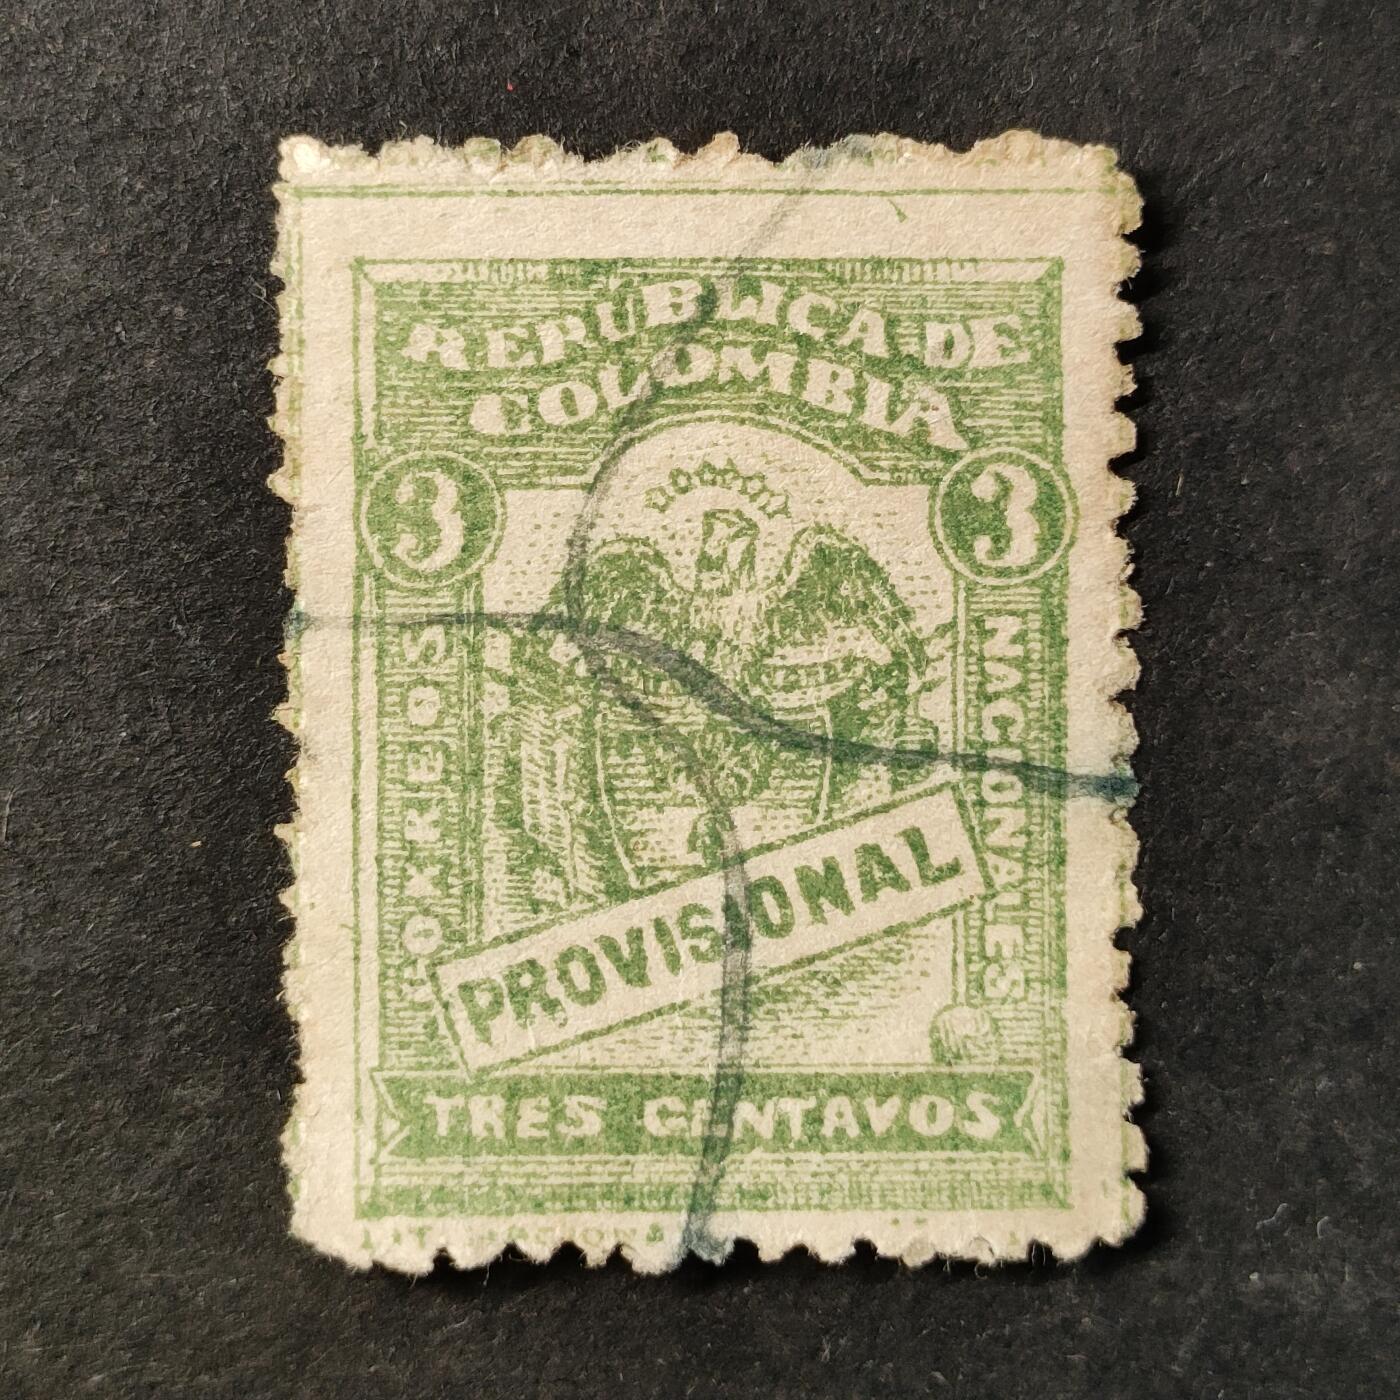 REPÚBLICA DE
COLOMBIA
3 3
CORREOS
NACIONALES
PROVISIONAL
TRES CENTAVOS